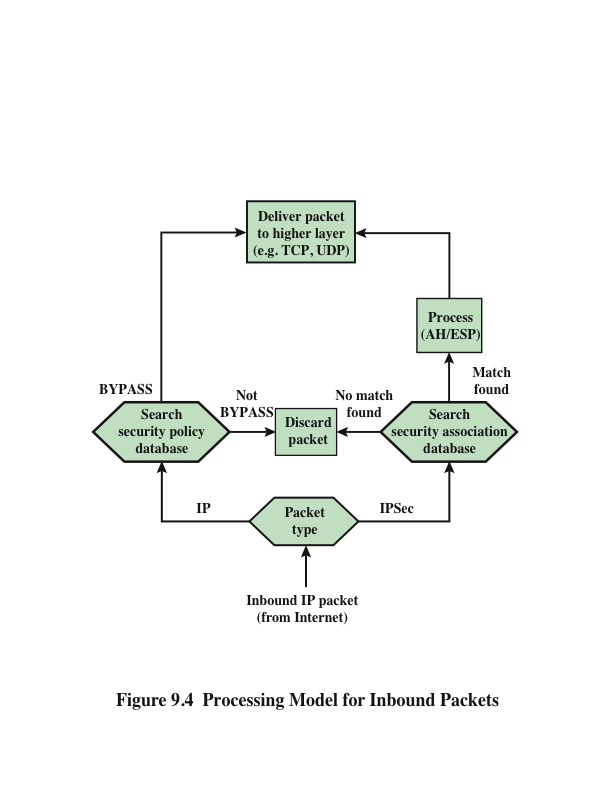 Deliver packet
to higher layer
(e.g. TCP, UDP)
Process
(AH/ESP)
Match
found
BYPASS
Not
BYPASS
No match
found
Search
security policy
database
Discard
packet
Search
security association
database
IP
Packet
type
IPSec
Inbound IP packet
(from Internet)
Figure 9.4 Processing Model for Inbound Packets